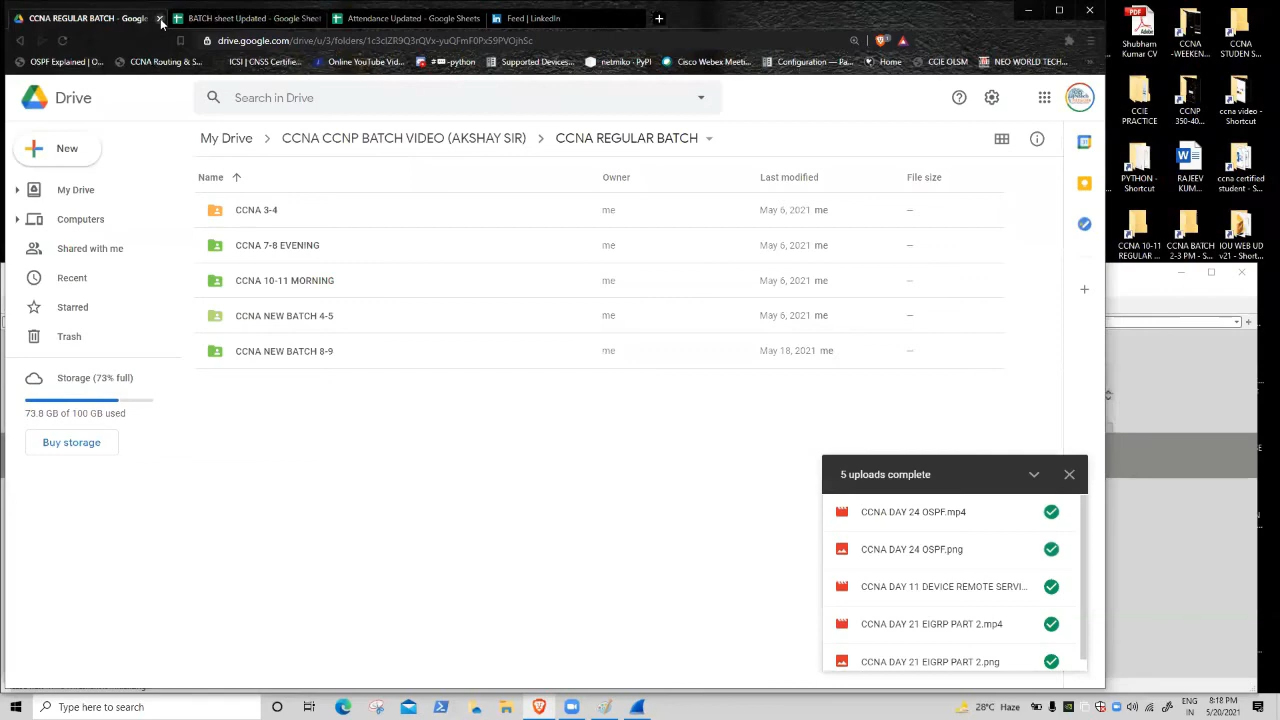 CCNA REGULAR BATCH - Google
BATCH sheet Updated - Google Sheet
Attendance Updated - Google Sheets
Feed | LinkedIn
drive.google.com/drive/u/3/folders/
OSPF Explained | O...
CCNA Routing & S...
ICSI | CNSS Certifie...
Online YouTube Vid...
Supported Devices...
netmiko · PyPI
Cisco Webex Meetin...
Configuration — Pa...
Home
CCIE OLSM
NEO WORLD TECH...
Drive
Search in Drive
New
My Drive
Computers
Shared with me
Recent
Starred
Trash
Storage (73% full)
73.8 GB of 100 GB used
Buy storage
My Drive > CCNA CCNP BATCH VIDEO (AKSHAY SIR) > CCNA REGULAR BATCH
Name Owner Last modified File size
CCNA 3-4 me May 6, 2021 me –
CCNA 7-8 EVENING me May 6, 2021 me –
CCNA 10-11 MORNING me May 6, 2021 me –
CCNA NEW BATCH 4-5 me May 6, 2021 me –
CCNA NEW BATCH 8-9 me May 18, 2021 me –
5 uploads complete
CCNA DAY 24 OSPF.mp4
CCNA DAY 24 OSPF.png
CCNA DAY 11 DEVICE REMOTE SERVI...
CCNA DAY 21 EIGRP PART 2.mp4
CCNA DAY 21 EIGRP PART 2.png
PDF
Shubham
Kumar CV
CCNA
-WEEKEN...
CCNA
STUDEN S...
CCIE
PRACTICE
CCNP
350-40...
ccna video -
Shortcut
PYTHON -
Shortcut
RAJEEV
KUM...
ccna certified
student - S...
CCNA 10-11
REGULAR ...
CCNA BATCH
2-3 PM - S...
IOU WEB UD
v21 - Short...
Type here to search
28°C Haze
ENG
IN
8:18 PM
5/20/2021